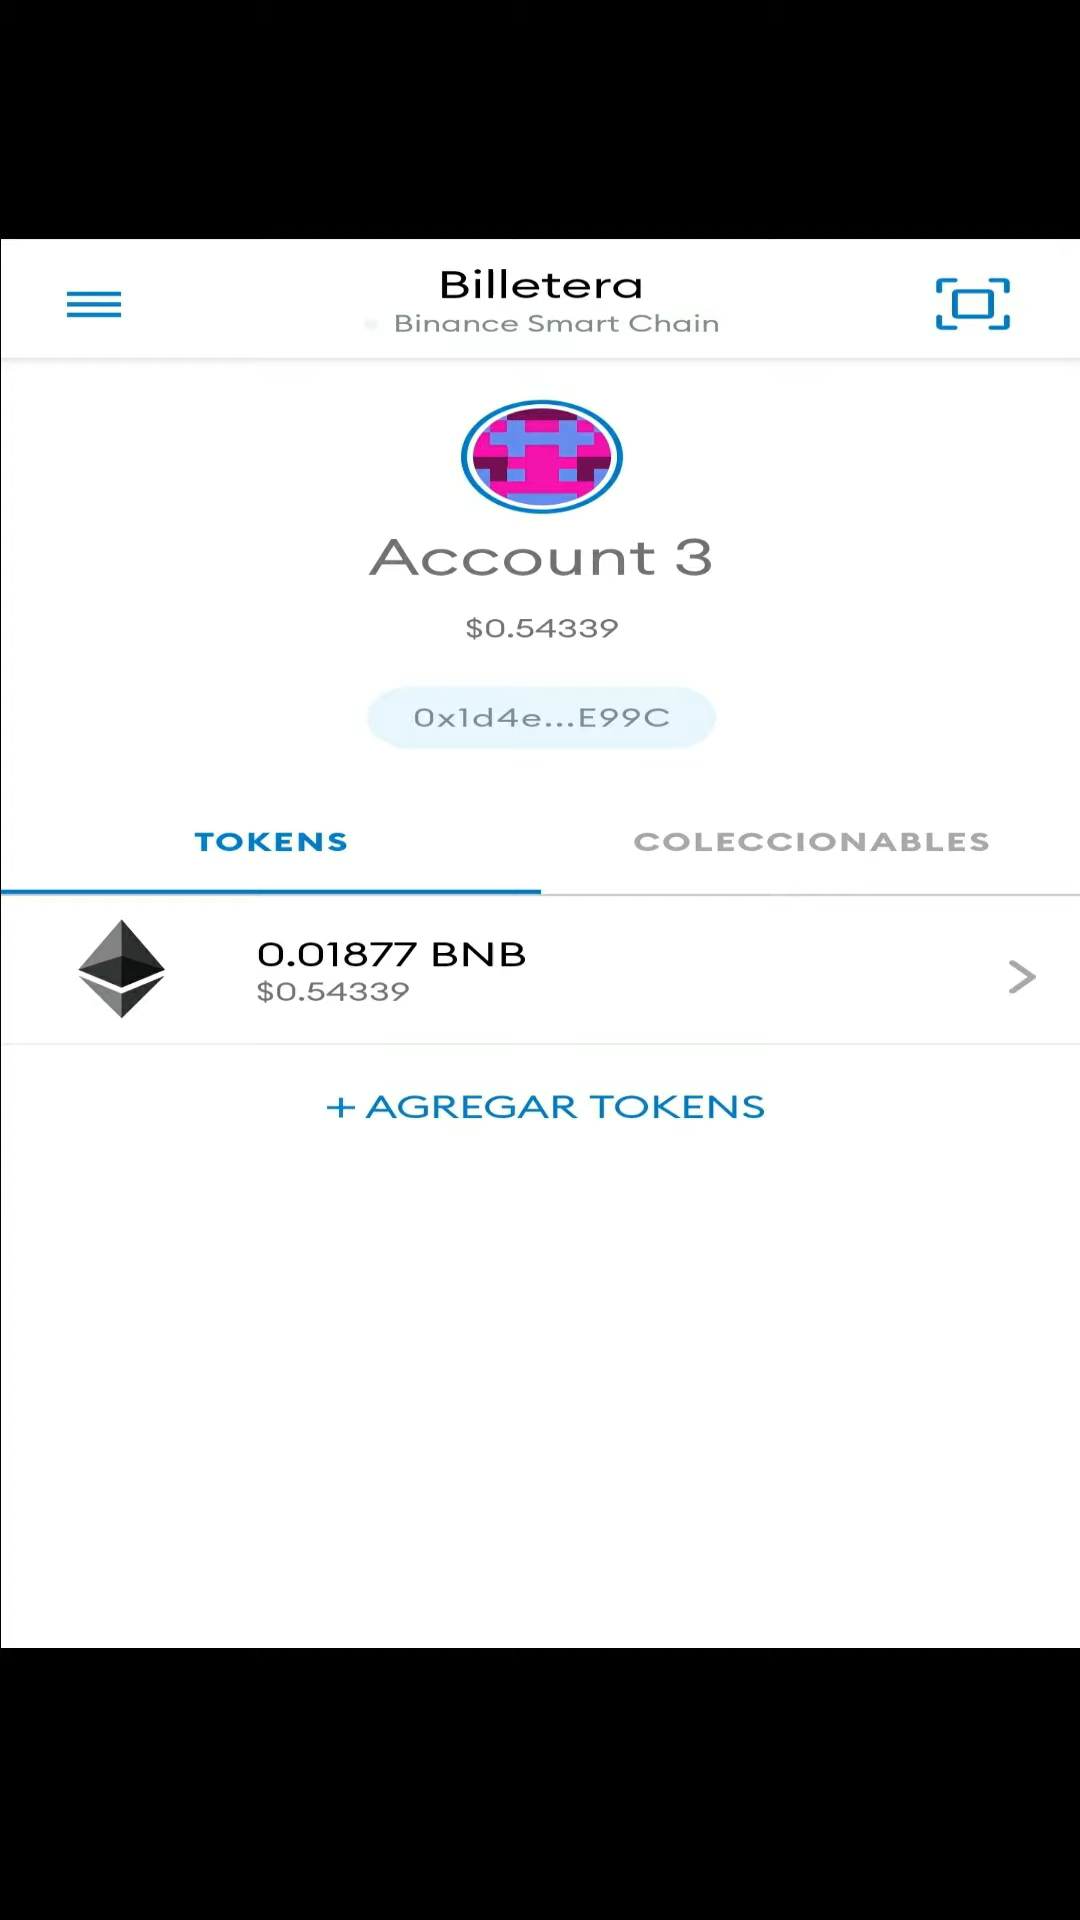 Billetera
Binance Smart Chain
Account 3
$0.54339
0x1d4e...E99C
TOKENS
COLECCIONABLES
0.01877 BNB
$0.54339
+ AGREGAR TOKENS